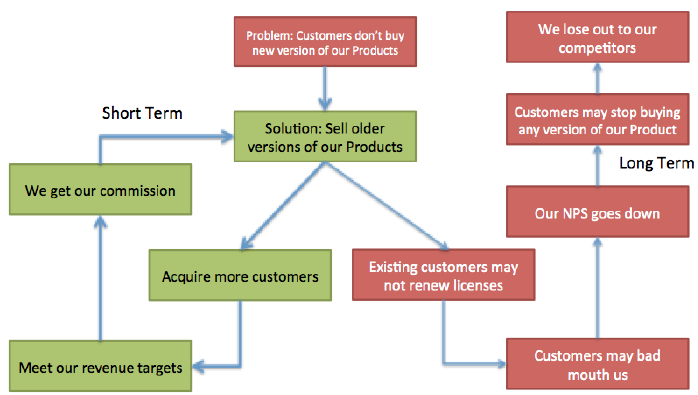 Problem: Customers don't buy
new version of our Products
We lose out to our
competitors
Short Term
Solution: Sell older
versions of our Products
Customers may stop buying
any version of our Product
Long Term
We get our commission
Our NPS goes down
Acquire more customers
Existing customers may
not renew licenses
Meet our revenue targets
Customers may bad
mouth us